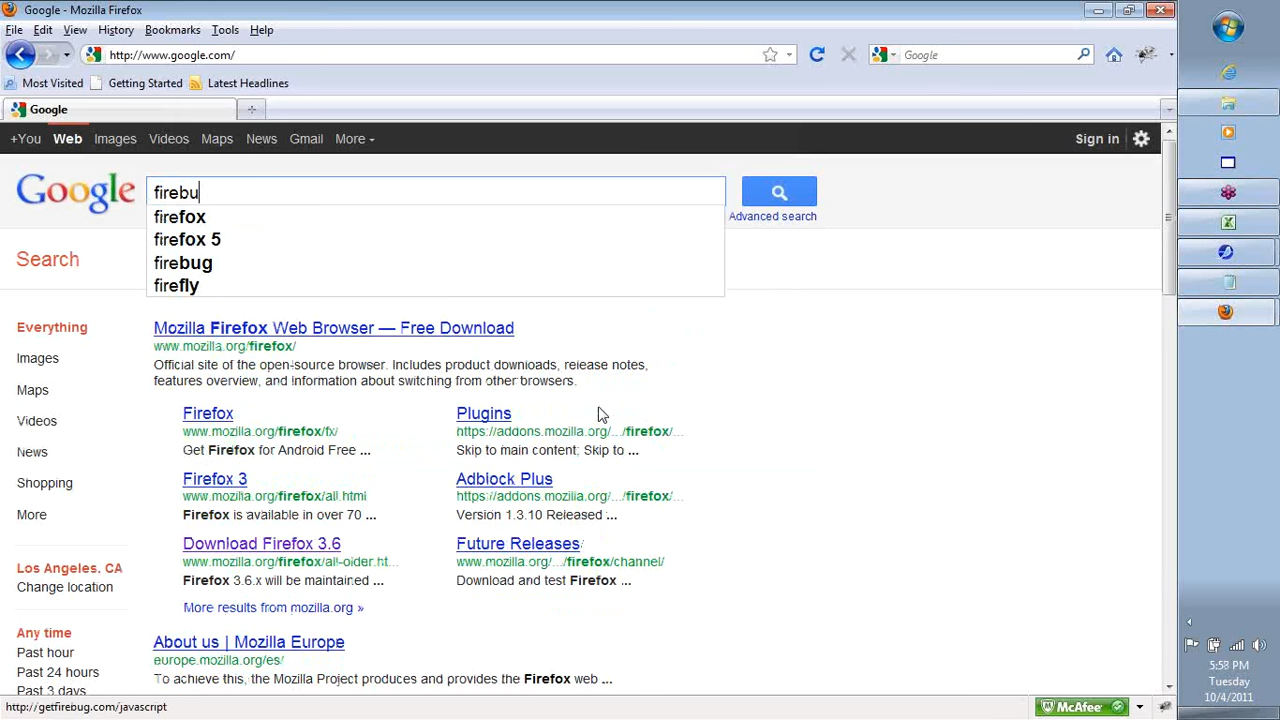 Google - Mozilla Firefox
File Edit View History Bookmarks Tools Help
http://www.google.com/
Google
Most Visited Getting Started Latest Headlines
Google
+You Web Images Videos Maps News Gmail More Sign in
Google firebu
Advanced search
firefox
firefox 5
firebug
firefly
Search
Everything
Images
Maps
Videos
News
Shopping
More
Los Angeles, CA
Change location
Any time
Past hour
Past 24 hours
Past 3 days
Mozilla Firefox Web Browser — Free Download
www.mozilla.org/firefox/
Official site of the open-source browser. Includes product downloads, release notes,
features overview, and information about switching from other browsers.
Firefox
www.mozilla.org/firefox/fx/
Get Firefox for Android Free ...
Plugins
https://addons.mozilla.org/.../firefox/...
Skip to main content; Skip to ...
Firefox 3
www.mozilla.org/firefox/all.html
Firefox is available in over 70 ...
Adblock Plus
https://addons.mozilla.org/.../firefox/...
Version 1.3.10 Released ...
Download Firefox 3.6
www.mozilla.org/firefox/all-older.ht...
Firefox 3.6.x will be maintained ...
Future Releases
www.mozilla.../firefox/channel/
Download and test Firefox ...
More results from mozilla.org »
About us | Mozilla Europe
europe.mozilla.org/es/
To achieve this, the Mozilla Project produces and provides the Firefox web ...
http://getfirebug.com/javascript
McAfee
5:58 PM
Tuesday
10/4/2011